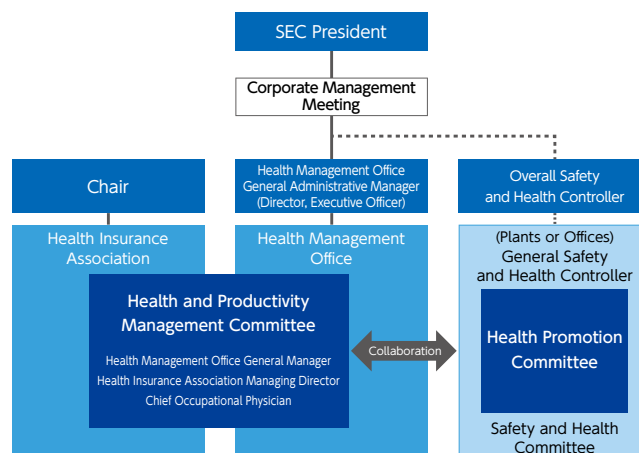 SEC President
Corporate Management
Meeting
Chair
Health Management Office
General Administrative Manager
(Director, Executive Officer)
Overall Safety
and Health Controller
Health Insurance
Association
Health Management
Office
(Plants or Offices)
General Safety
and Health Controller
Health and Productivity
Management Committee
Health Management Office General Manager
Health Insurance Association Managing Director
Chief Occupational Physician
Collaboration
Health Promotion
Committee
Safety and Health
Committee